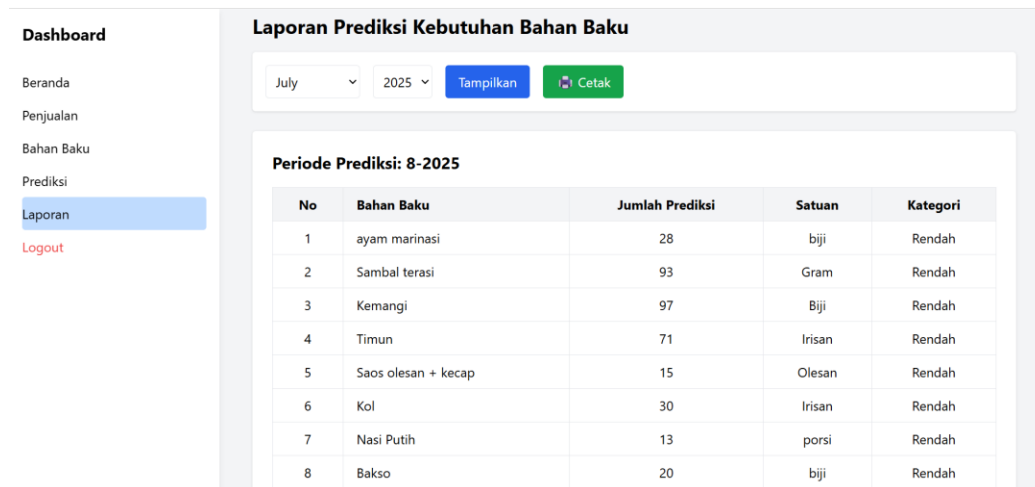 Dashboard
Beranda
Penjualan
Bahan Baku
Prediksi
Laporan
Logout
Laporan Prediksi Kebutuhan Bahan Baku
July 2025 Tampilkan Cetak
Periode Prediksi: 8-2025
No Bahan Baku Jumlah Prediksi Satuan Kategori
1 ayam marinasi 28 biji Rendah
2 Sambal terasi 93 Gram Rendah
3 Kemangi 97 Biji Rendah
4 Timun 71 Irisan Rendah
5 Saos olesan + kecap 15 Olesan Rendah
6 Kol 30 Irisan Rendah
7 Nasi Putih 13 porsi Rendah
8 Bakso 20 biji Rendah